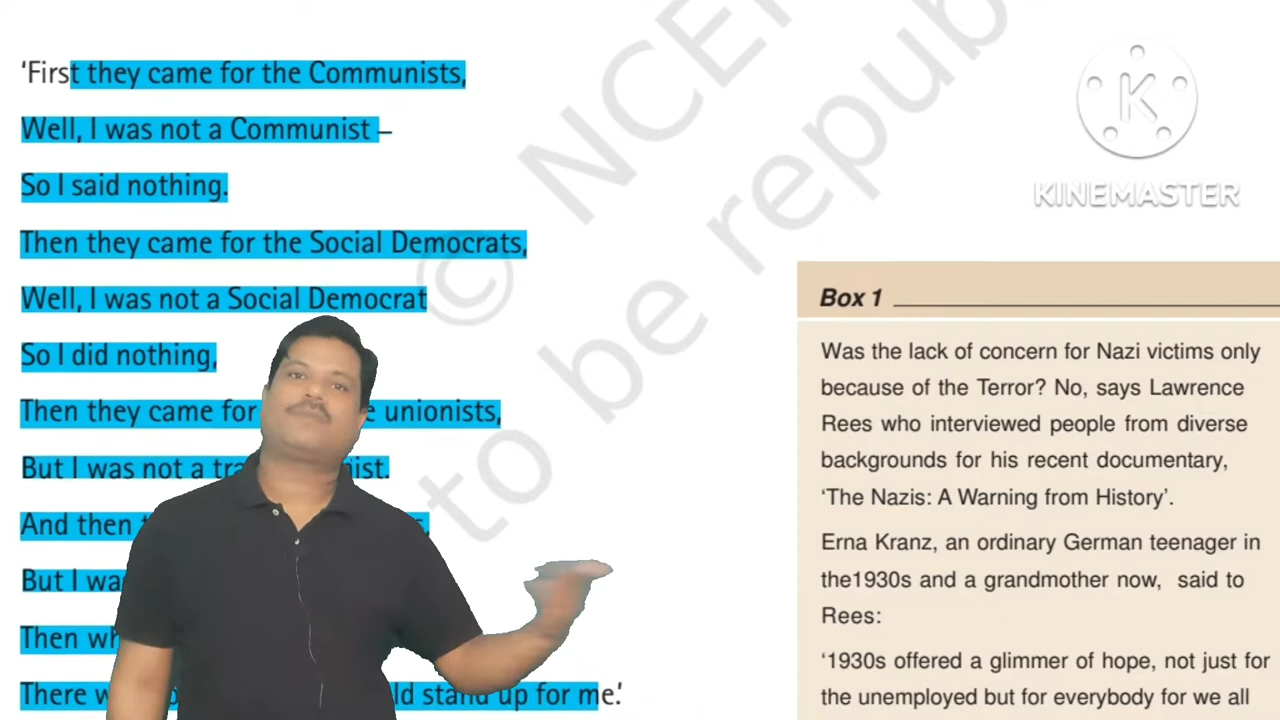 ‘First they came for the Communists,
Well, I was not a Communist –
So I said nothing.
Then they came for the Social Democrats,
Well, I was not a Social Democrat
So I did nothing,
Then they came for unionists,
But I was not a
And then
But I
Then
There stand up for me.’
© NCE
to be repub
KINEMASTER
Box 1
Was the lack of concern for Nazi victims only
because of the Terror? No, says Lawrence
Rees who interviewed people from diverse
backgrounds for his recent documentary,
‘The Nazis: A Warning from History’.
Erna Kranz, an ordinary German teenager in
the1930s and a grandmother now, said to
Rees:
‘1930s offered a glimmer of hope, not just for
the unemployed but for everybody for we all